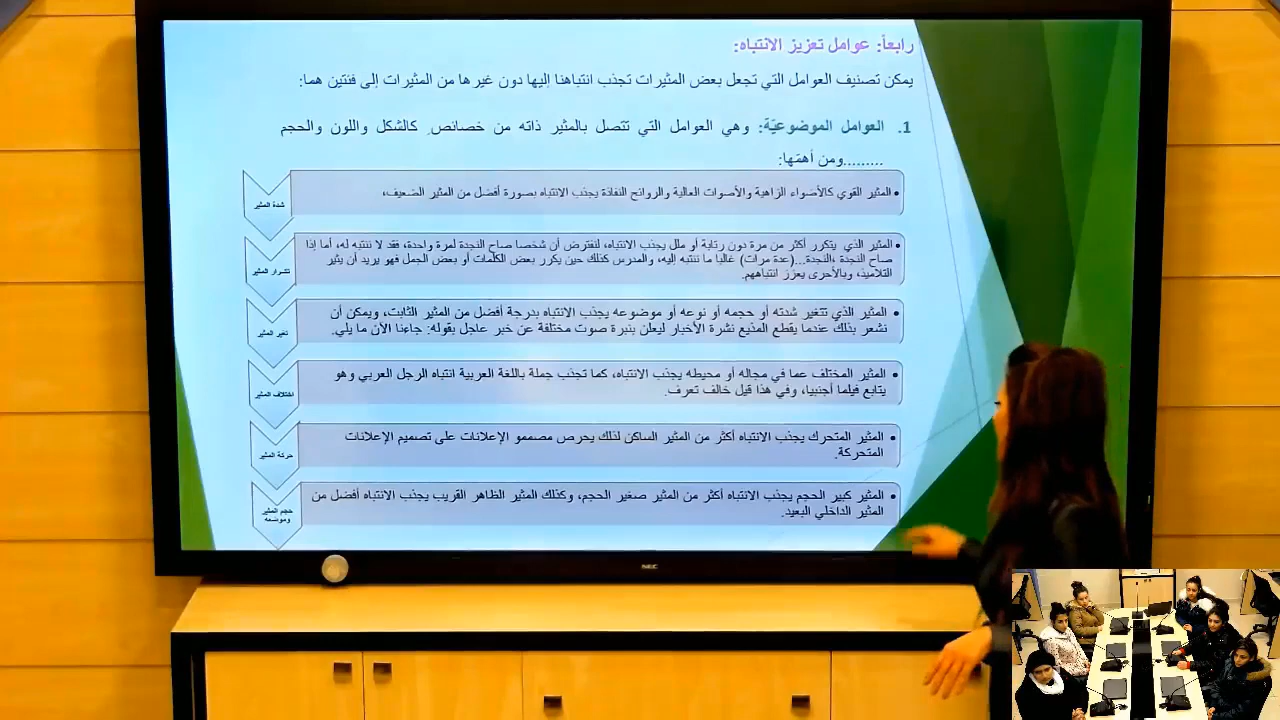 رابعاً: عوامل تعزيز الانتباه:
يمكن تصنيف العوامل التي تجعل بعض المثيرات تجذب انتباهنا إليها دون غيرها من المثيرات إلى فئتين هما:
1. العوامل الموضوعيّة: وهي العوامل التي تتصل بالمثير ذاته من خصائص كالشكل واللون والحجم
.........ومن أهمّها:
شدة المثير
• المثير القوي كالأضواء الزاهية والأصوات العالية والروائح النفاذة يجذب الانتباه بصورة أفضل من المثير الضعيف،
تكرار المثير
• المثير الذي يتكرر أكثر من مرة دون رتابة أو ملل يجذب الانتباه، لنفترض أن شخصا صاح النجدة لمرة واحدة، فقد لا ننتبه له، أما إذا
صاح النجدة ،النجدة...(عدة مرات) غالبا ما ننتبه إليه، والمدرس كذلك حين يكرر بعض الكلمات أو بعض الجمل فهو يريد أن يثير
التلاميذ، وبالأحرى يعزز انتباههم.
تغير المثير
• المثير الذي تتغير شدته أو حجمه أو نوعه أو موضوعه يجذب الانتباه بدرجة أفضل من المثير الثابت، ويمكن أن
نشعر بذلك عندما يقطع المذيع نشرة الأخبار ليعلن بنبرة صوت مختلفة عن خبر عاجل بقوله: جاءنا الآن ما يلي.
اختلاف المثير
• المثير المختلف عما في مجاله أو محيطه يجذب الانتباه، كما تجذب جملة باللغة العربية انتباه الرجل العربي وهو
يتابع فيلما أجنبيا، وفي هذا قيل خالف تعرف.
حركة المثير
• المثير المتحرك يجذب الانتباه أكثر من المثير الساكن لذلك يحرص مصممو الإعلانات على تصميم الإعلانات
المتحركة.
حجم المثير
وموضعه
• المثير كبير الحجم يجذب الانتباه أكثر من المثير صغير الحجم، وكذلك المثير الظاهر القريب يجذب الانتباه أفضل من
المثير الداخلي البعيد.
NEC